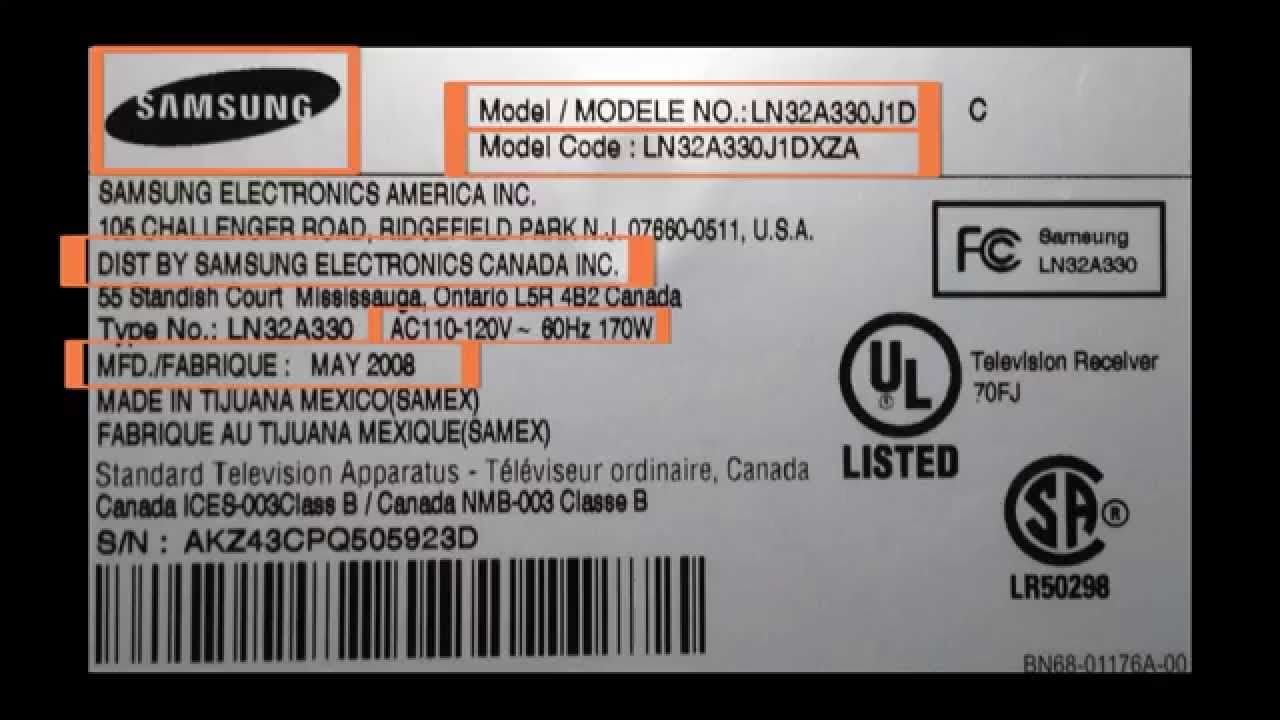 SAMSUNG
Model / MODELE NO.: LN32A330J1D C
Model Code : LN32A330J1DXZA
SAMSUNG ELECTRONICS AMERICA INC.
105 CHALLENGER ROAD, RIDGEFIELD PARK N.J. 07660-0511, U.S.A.
DIST BY SAMSUNG ELECTRONICS CANADA INC.
55 Standish Court Mississauga, Ontario L5R 4B2 Canada
Type No.: LN32A330 AC110-120V ~ 60Hz 170W
MFD./FABRIQUE : MAY 2008
MADE IN TIJUANA MEXICO(SAMEX)
FABRIQUE AU TIJUANA MEXIQUE(SAMEX)
Standard Television Apparatus - Téléviseur ordinaire, Canada
Canada ICES-003Class B / Canada NMB-003 Classe B
S/N : AKZ43CPQ505923D
FC Samsung
LN32A330
UL Television Receiver
70FJ
LISTED
SA ®
LR50298
BN68-01176A-00